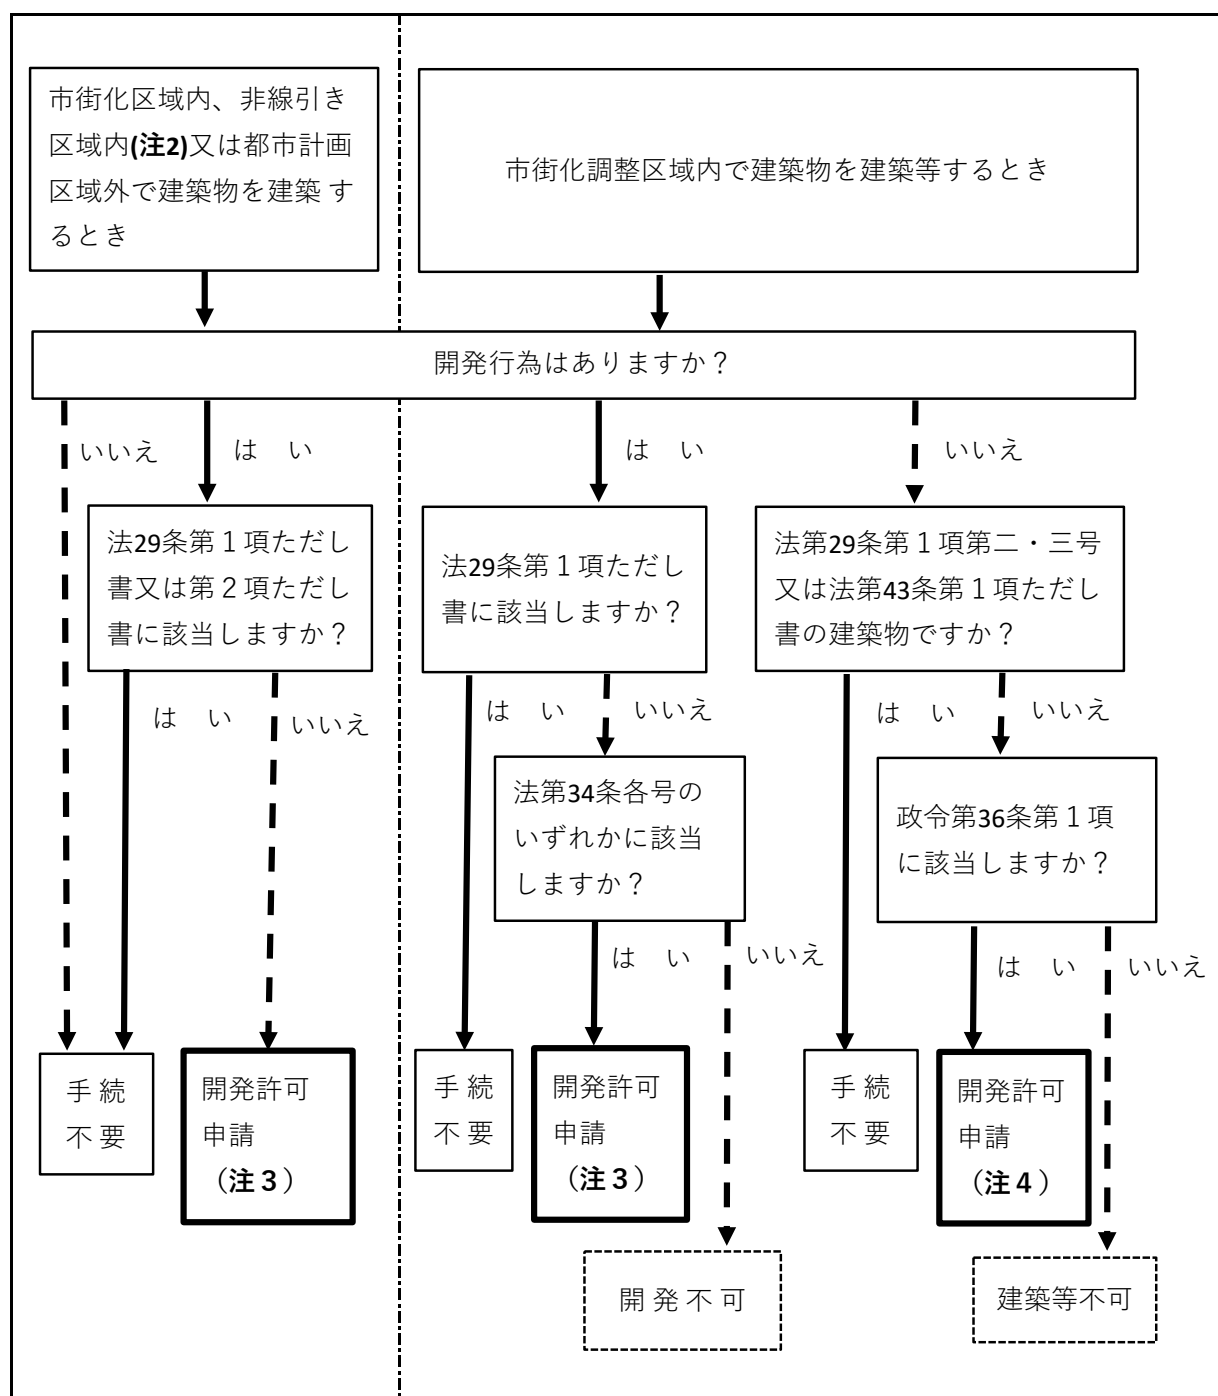 市街化区域内、非線引き
区域内(注2)又は都市計画
区域外で建築物を建築 す
るとき
市街化調整区域内で建築物を建築等するとき
開発行為はありますか？
いいえ
は い
は い
いいえ
法29条第１項ただし
書又は第２項ただし
書に該当しますか？
法29条第１項ただし
書に該当しますか？
法第29条第１項第二・三号
又は法第43条第１項ただし
書の建築物ですか？
は い
いいえ
は い
いいえ
は い
いいえ
法第34条各号の
いずれかに該当
しますか？
政令第36条第１項
に該当しますか？
は い
いいえ
は い
いいえ
手 続
不 要
開発許可
申請
（注３）
手 続
不 要
開発許可
申請
（注３）
手 続
不 要
開発許可
申請
（注４）
開 発 不 可
建築等不可